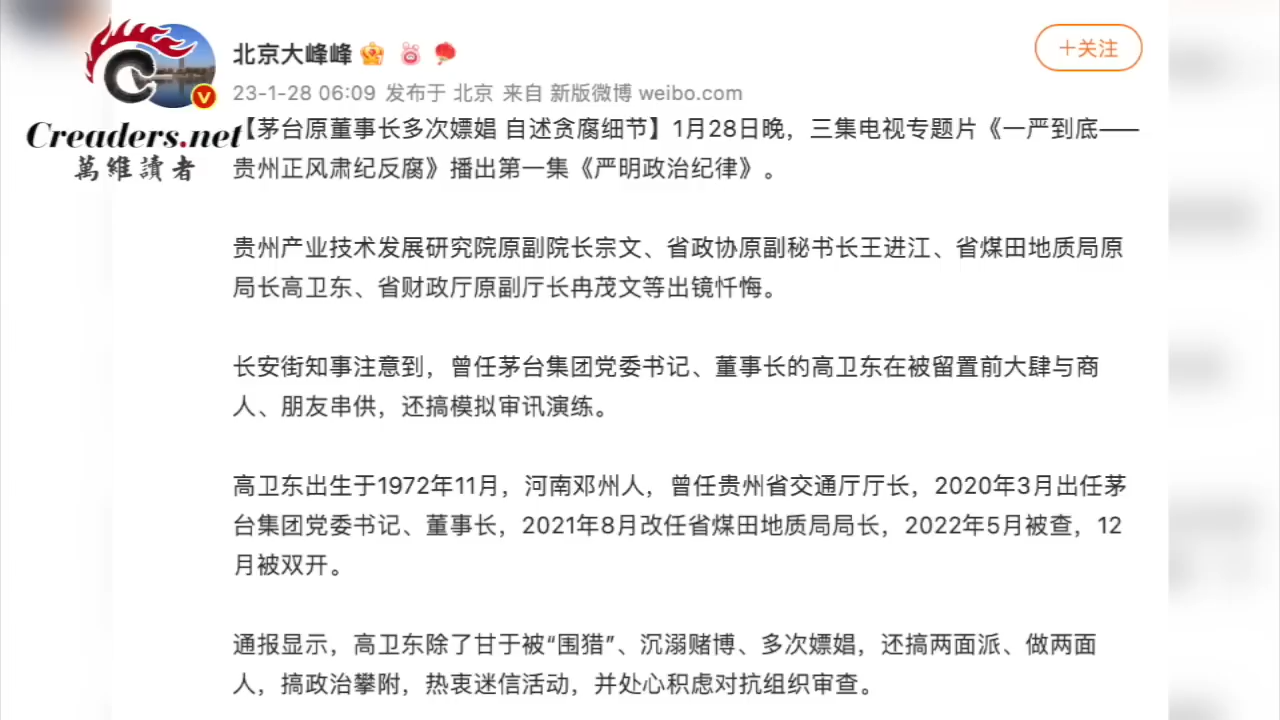 北京大峰峰
+关注
23-1-28 06:09 发布于 北京 来自 新版微博 weibo.com
Creaders.net
萬維讀者
【茅台原董事长多次嫖娼 自述贪腐细节】1月28日晚，三集电视专题片《一严到底——
贵州正风肃纪反腐》播出第一集《严明政治纪律》。
贵州产业技术发展研究院原副院长宗文、省政协原副秘书长王进江、省煤田地质局原
局长高卫东、省财政厅原副厅长冉茂文等出镜忏悔。
长安街知事注意到，曾任茅台集团党委书记、董事长的高卫东在被留置前大肆与商
人、朋友串供，还搞模拟审讯演练。
高卫东出生于1972年11月，河南邓州人，曾任贵州省交通厅厅长，2020年3月出任茅
台集团党委书记、董事长，2021年8月改任省煤田地质局局长，2022年5月被查，12
月被双开。
通报显示，高卫东除了甘于被“围猎”、沉溺赌博、多次嫖娼，还搞两面派、做两面
人，搞政治攀附，热衷迷信活动，并处心积虑对抗组织审查。